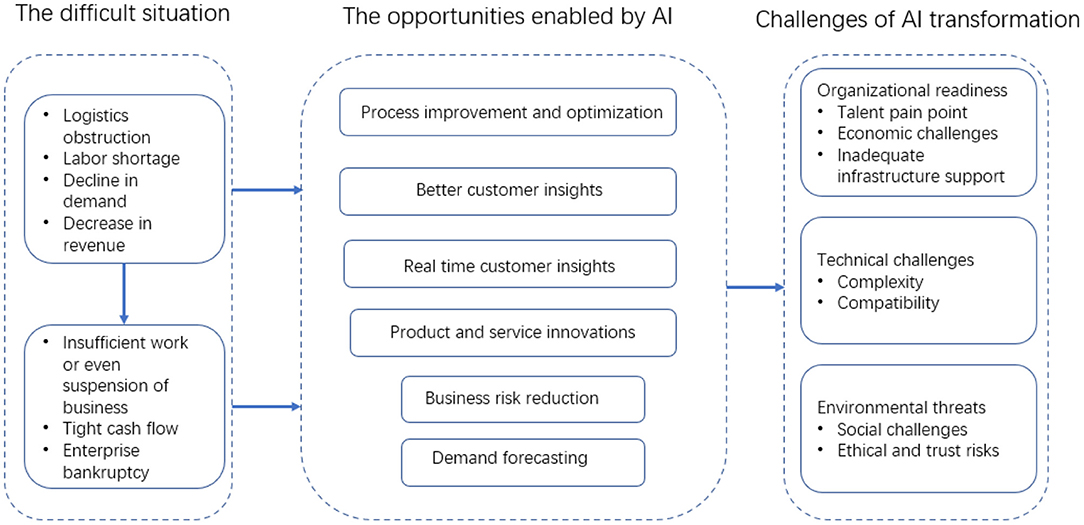 The difficult situation
• Logistics
obstruction
• Labor shortage
• Decline in
demand
• Decrease in
revenue
• Insufficient work
or even
suspension of
business
• Tight cash flow
• Enterprise
bankruptcy
The opportunities enabled by AI
Process improvement and optimization
Better customer insights
Real time customer insights
Product and service innovations
Business risk reduction
Demand forecasting
Challenges of AI transformation
Organizational readiness
• Talent pain point
• Economic challenges
• Inadequate
infrastructure support
Technical challenges
• Complexity
• Compatibility
Environmental threats
• Social challenges
• Ethical and trust risks